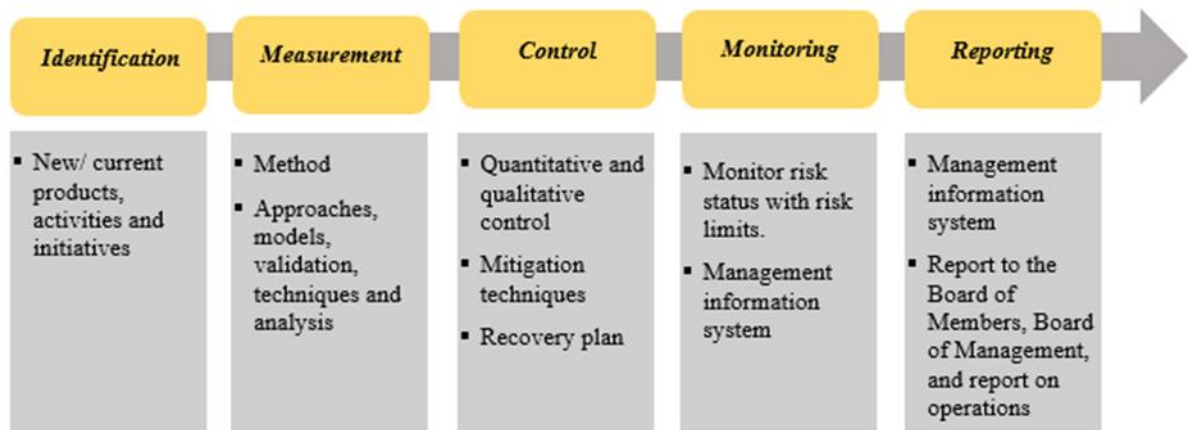 Identification
Measurement
Control
Monitoring
Reporting
▪ New/ current
products,
activities and
initiatives
▪ Method
▪ Approaches,
models,
validation,
techniques and
analysis
▪ Quantitative and
qualitative
control
▪ Mitigation
techniques
▪ Recovery plan
▪ Monitor risk
status with risk
limits.
▪ Management
information
system
▪ Management
information
system
▪ Report to the
Board of
Members, Board
of Management,
and report on
operations